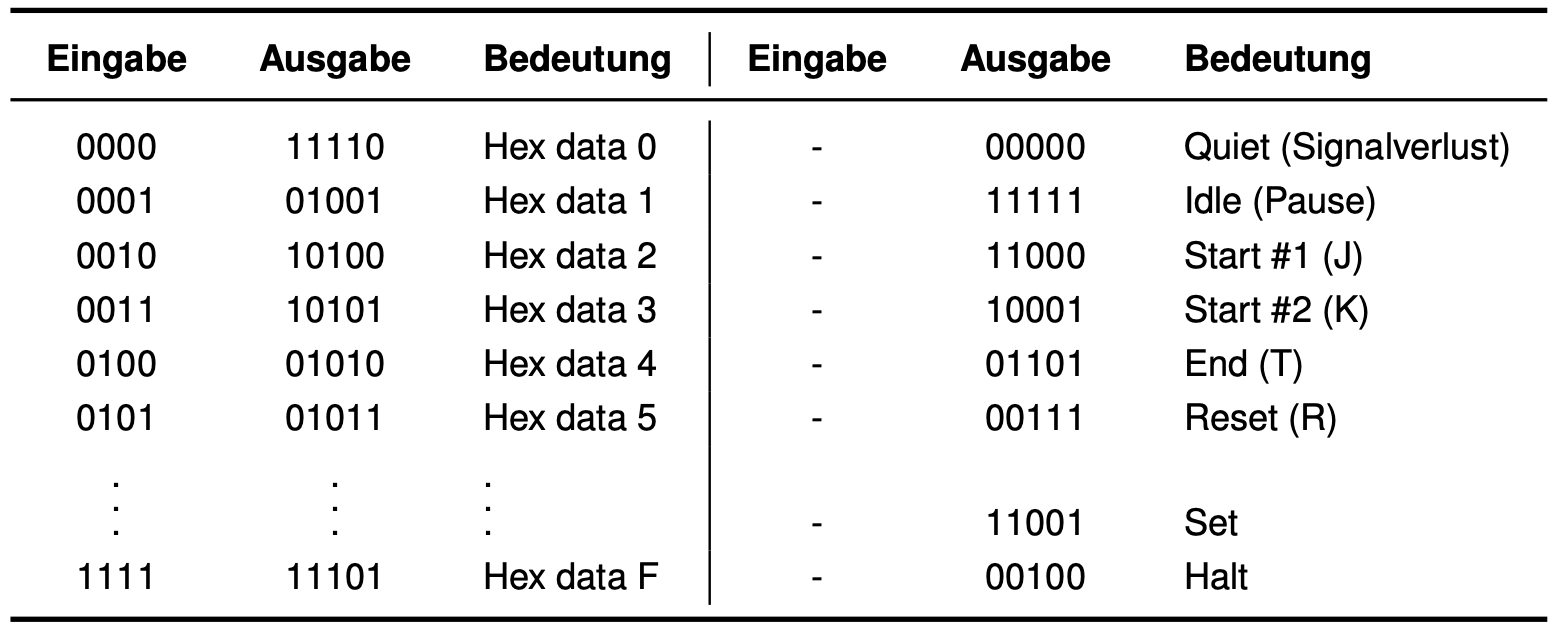 Eingabe Ausgabe Bedeutung Eingabe Ausgabe Bedeutung
0000 11110 Hex data 0 - 00000 Quiet (Signalverlust)
0001 01001 Hex data 1 - 11111 Idle (Pause)
0010 10100 Hex data 2 - 11000 Start #1 (J)
0011 10101 Hex data 3 - 10001 Start #2 (K)
0100 01010 Hex data 4 - 01101 End (T)
0101 01011 Hex data 5 - 00111 Reset (R)
⋮ ⋮ ⋮ - 11001 Set
1111 11101 Hex data F - 00100 Halt